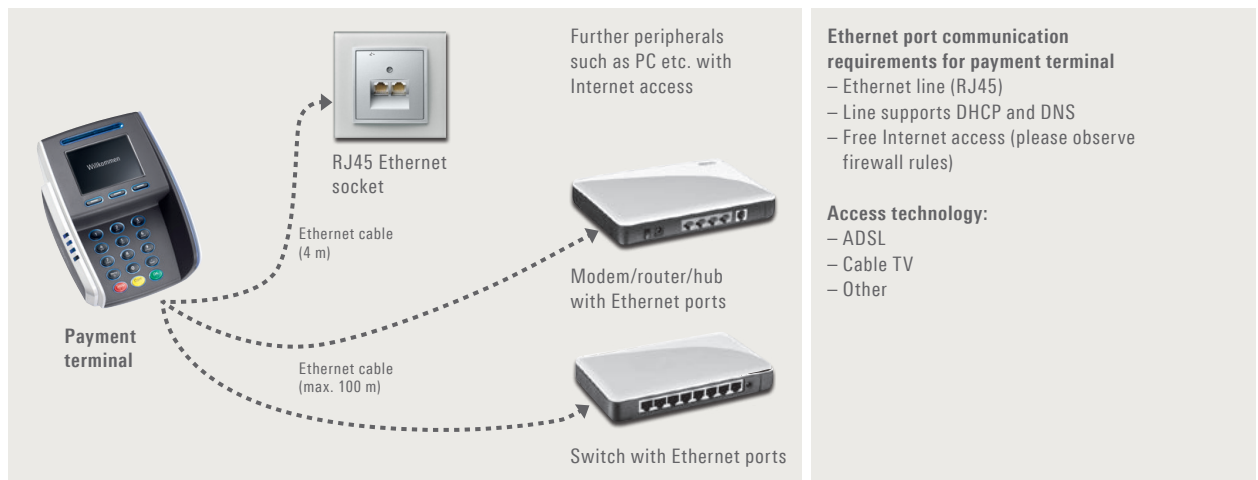 Willkommen
Payment
terminal
RJ45 Ethernet
socket
Ethernet cable
(4 m)
Ethernet cable
(max. 100 m)
Further peripherals
such as PC etc. with
Internet access
Modem/router/hub
with Ethernet ports
Switch with Ethernet ports
Ethernet port communication
requirements for payment terminal
– Ethernet line (RJ45)
– Line supports DHCP and DNS
– Free Internet access (please observe
firewall rules)
Access technology:
– ADSL
– Cable TV
– Other